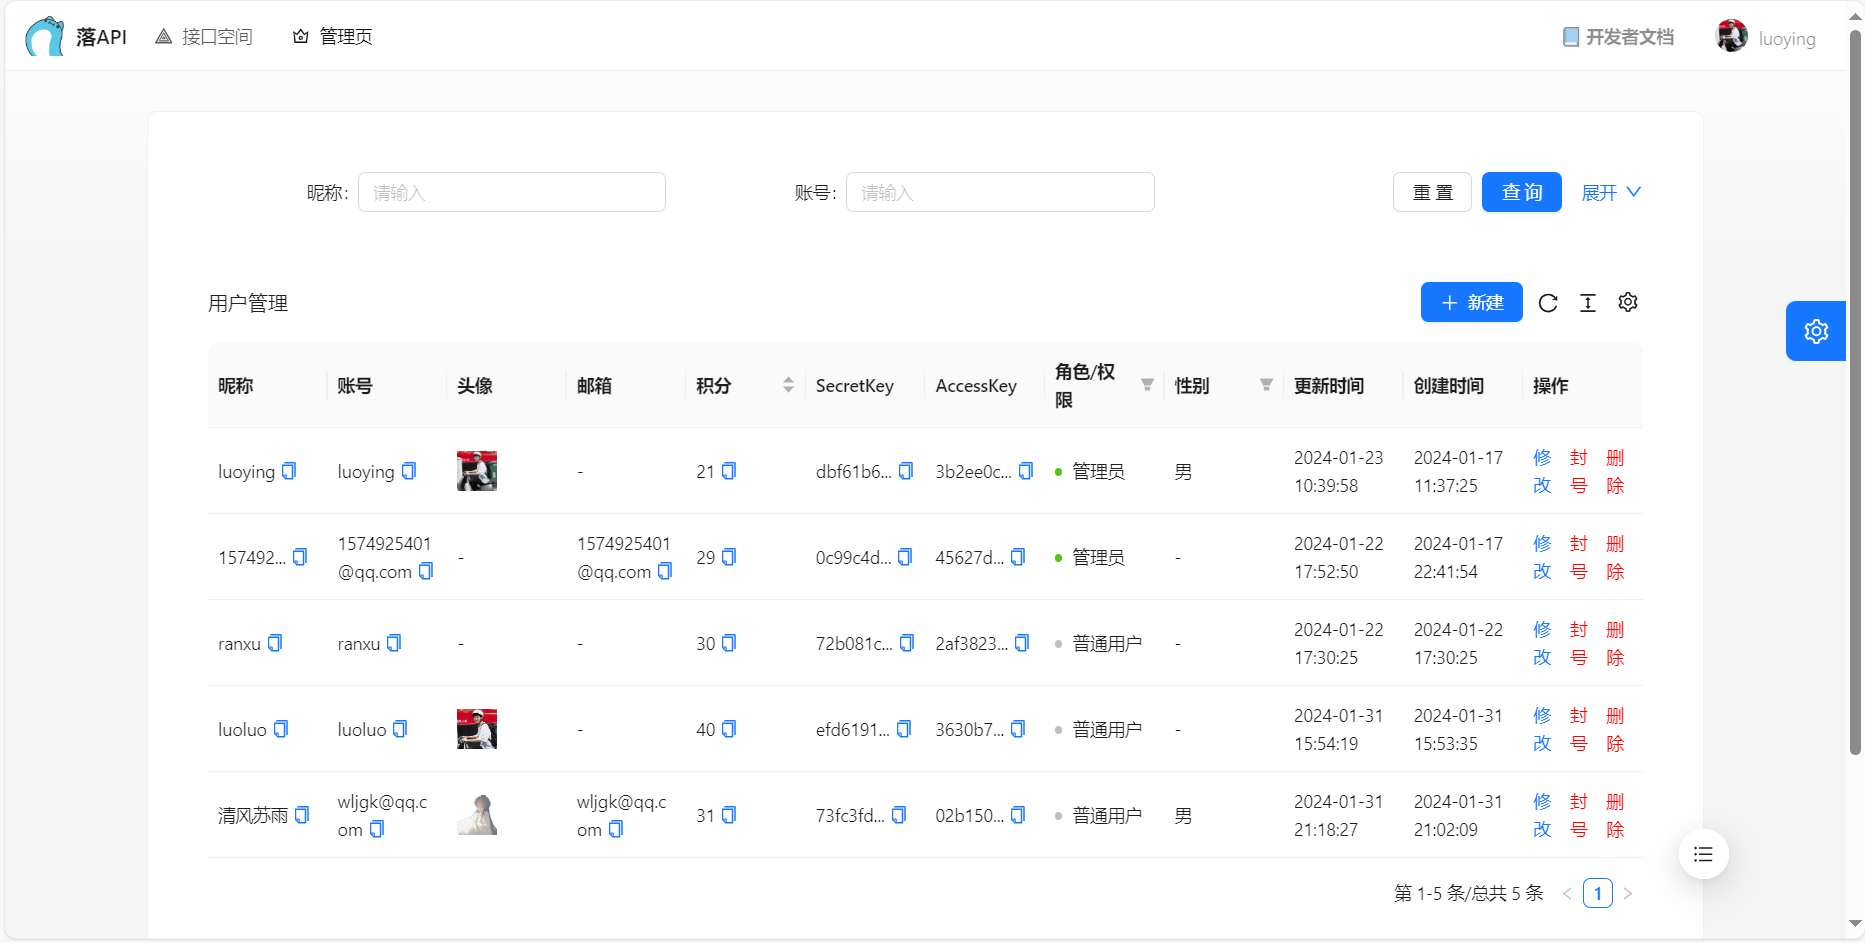 落API 接口空间 管理页 开发者文档 luoying
昵称: 请输入 账号: 请输入 重 置 查 询 展开
用户管理 新建
昵称 账号 头像 邮箱 积分 SecretKey AccessKey 角色/权限 性别 更新时间 创建时间 操作
luoying luoying - 21 dbf61b6... 3b2ee0c... 管理员 男 2024-01-23 10:39:58 2024-01-17 11:37:25 修改 封号 删除
157492... 1574925401@qq.com - 1574925401@qq.com 29 0c99c4d... 45627d... 管理员 - 2024-01-22 17:52:50 2024-01-17 22:41:54 修改 封号 删除
ranxu ranxu - - 30 72b081c... 2af3823... 普通用户 - 2024-01-22 17:30:25 2024-01-22 17:30:25 修改 封号 删除
luoluo luoluo - 40 efd6191... 3630b7... 普通用户 - 2024-01-31 15:54:19 2024-01-31 15:53:35 修改 封号 删除
清风苏雨 wljgk@qq.com wljgk@qq.com 31 73fc3fd... 02b150... 普通用户 男 2024-01-31 21:18:27 2024-01-31 21:02:09 修改 封号 删除
第 1-5 条/总共 5 条 < 1 >